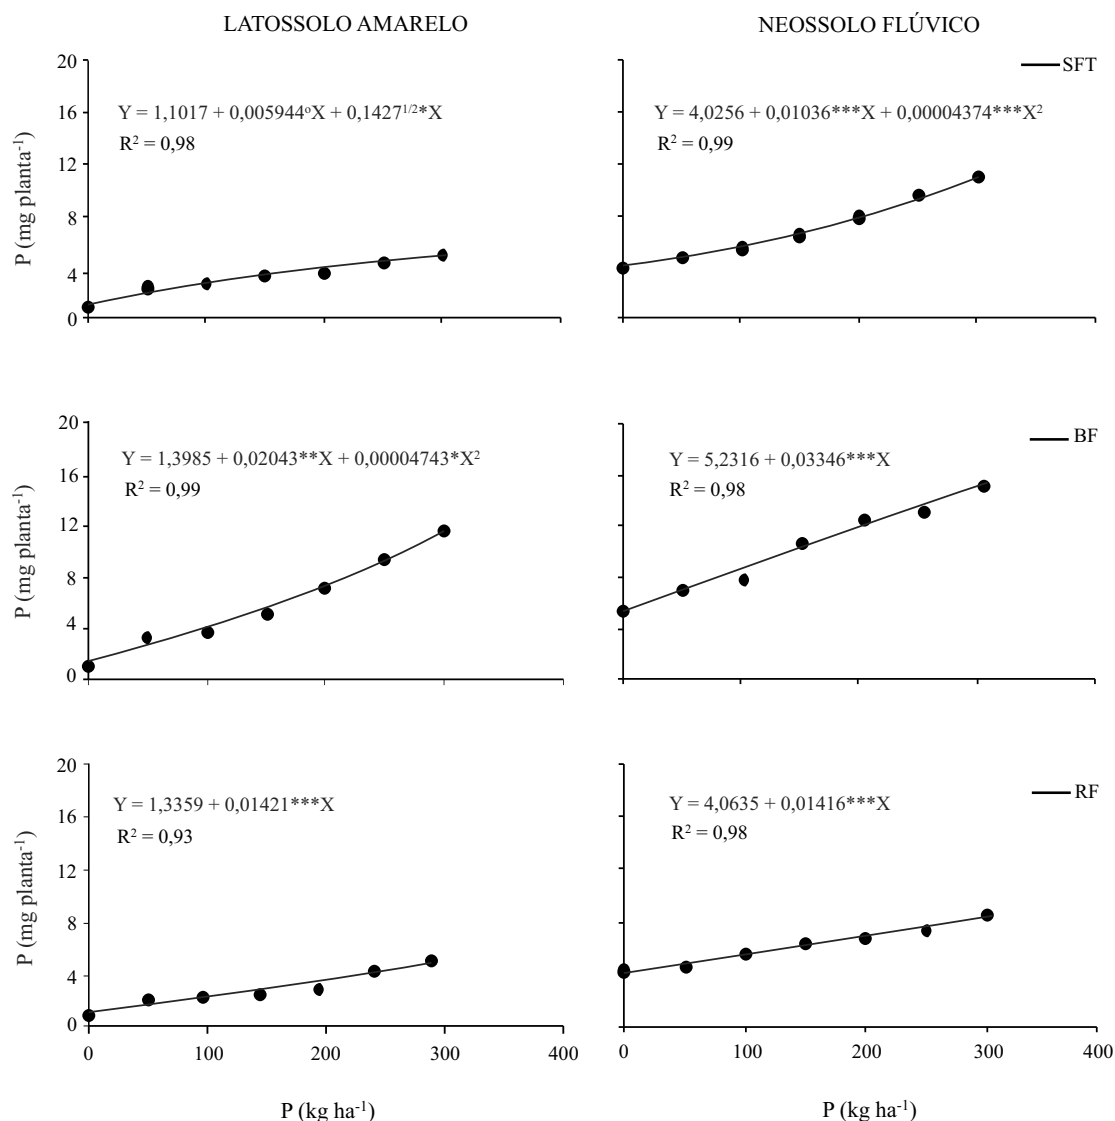 LATOSSOLO AMARELO
NEOSSOLO FLÚVICO
P (mg planta⁻¹)
20
16
12
8
4
0
Y = 1,1017 + 0,005944ºX + 0,1427¹/²*X
R² = 0,98
SFT
Y = 4,0256 + 0,01036***X + 0,00004374***X²
R² = 0,99
P (mg planta⁻¹)
20
16
12
8
4
0
Y = 1,3985 + 0,02043**X + 0,00004743*X²
R² = 0,99
BF
Y = 5,2316 + 0,03346***X
R² = 0,98
P (mg planta⁻¹)
20
16
12
8
4
0
Y = 1,3359 + 0,01421***X
R² = 0,93
RF
Y = 4,0635 + 0,01416***X
R² = 0,98
0 100 200 300 400
0 100 200 300 400
P (kg ha⁻¹)
P (kg ha⁻¹)